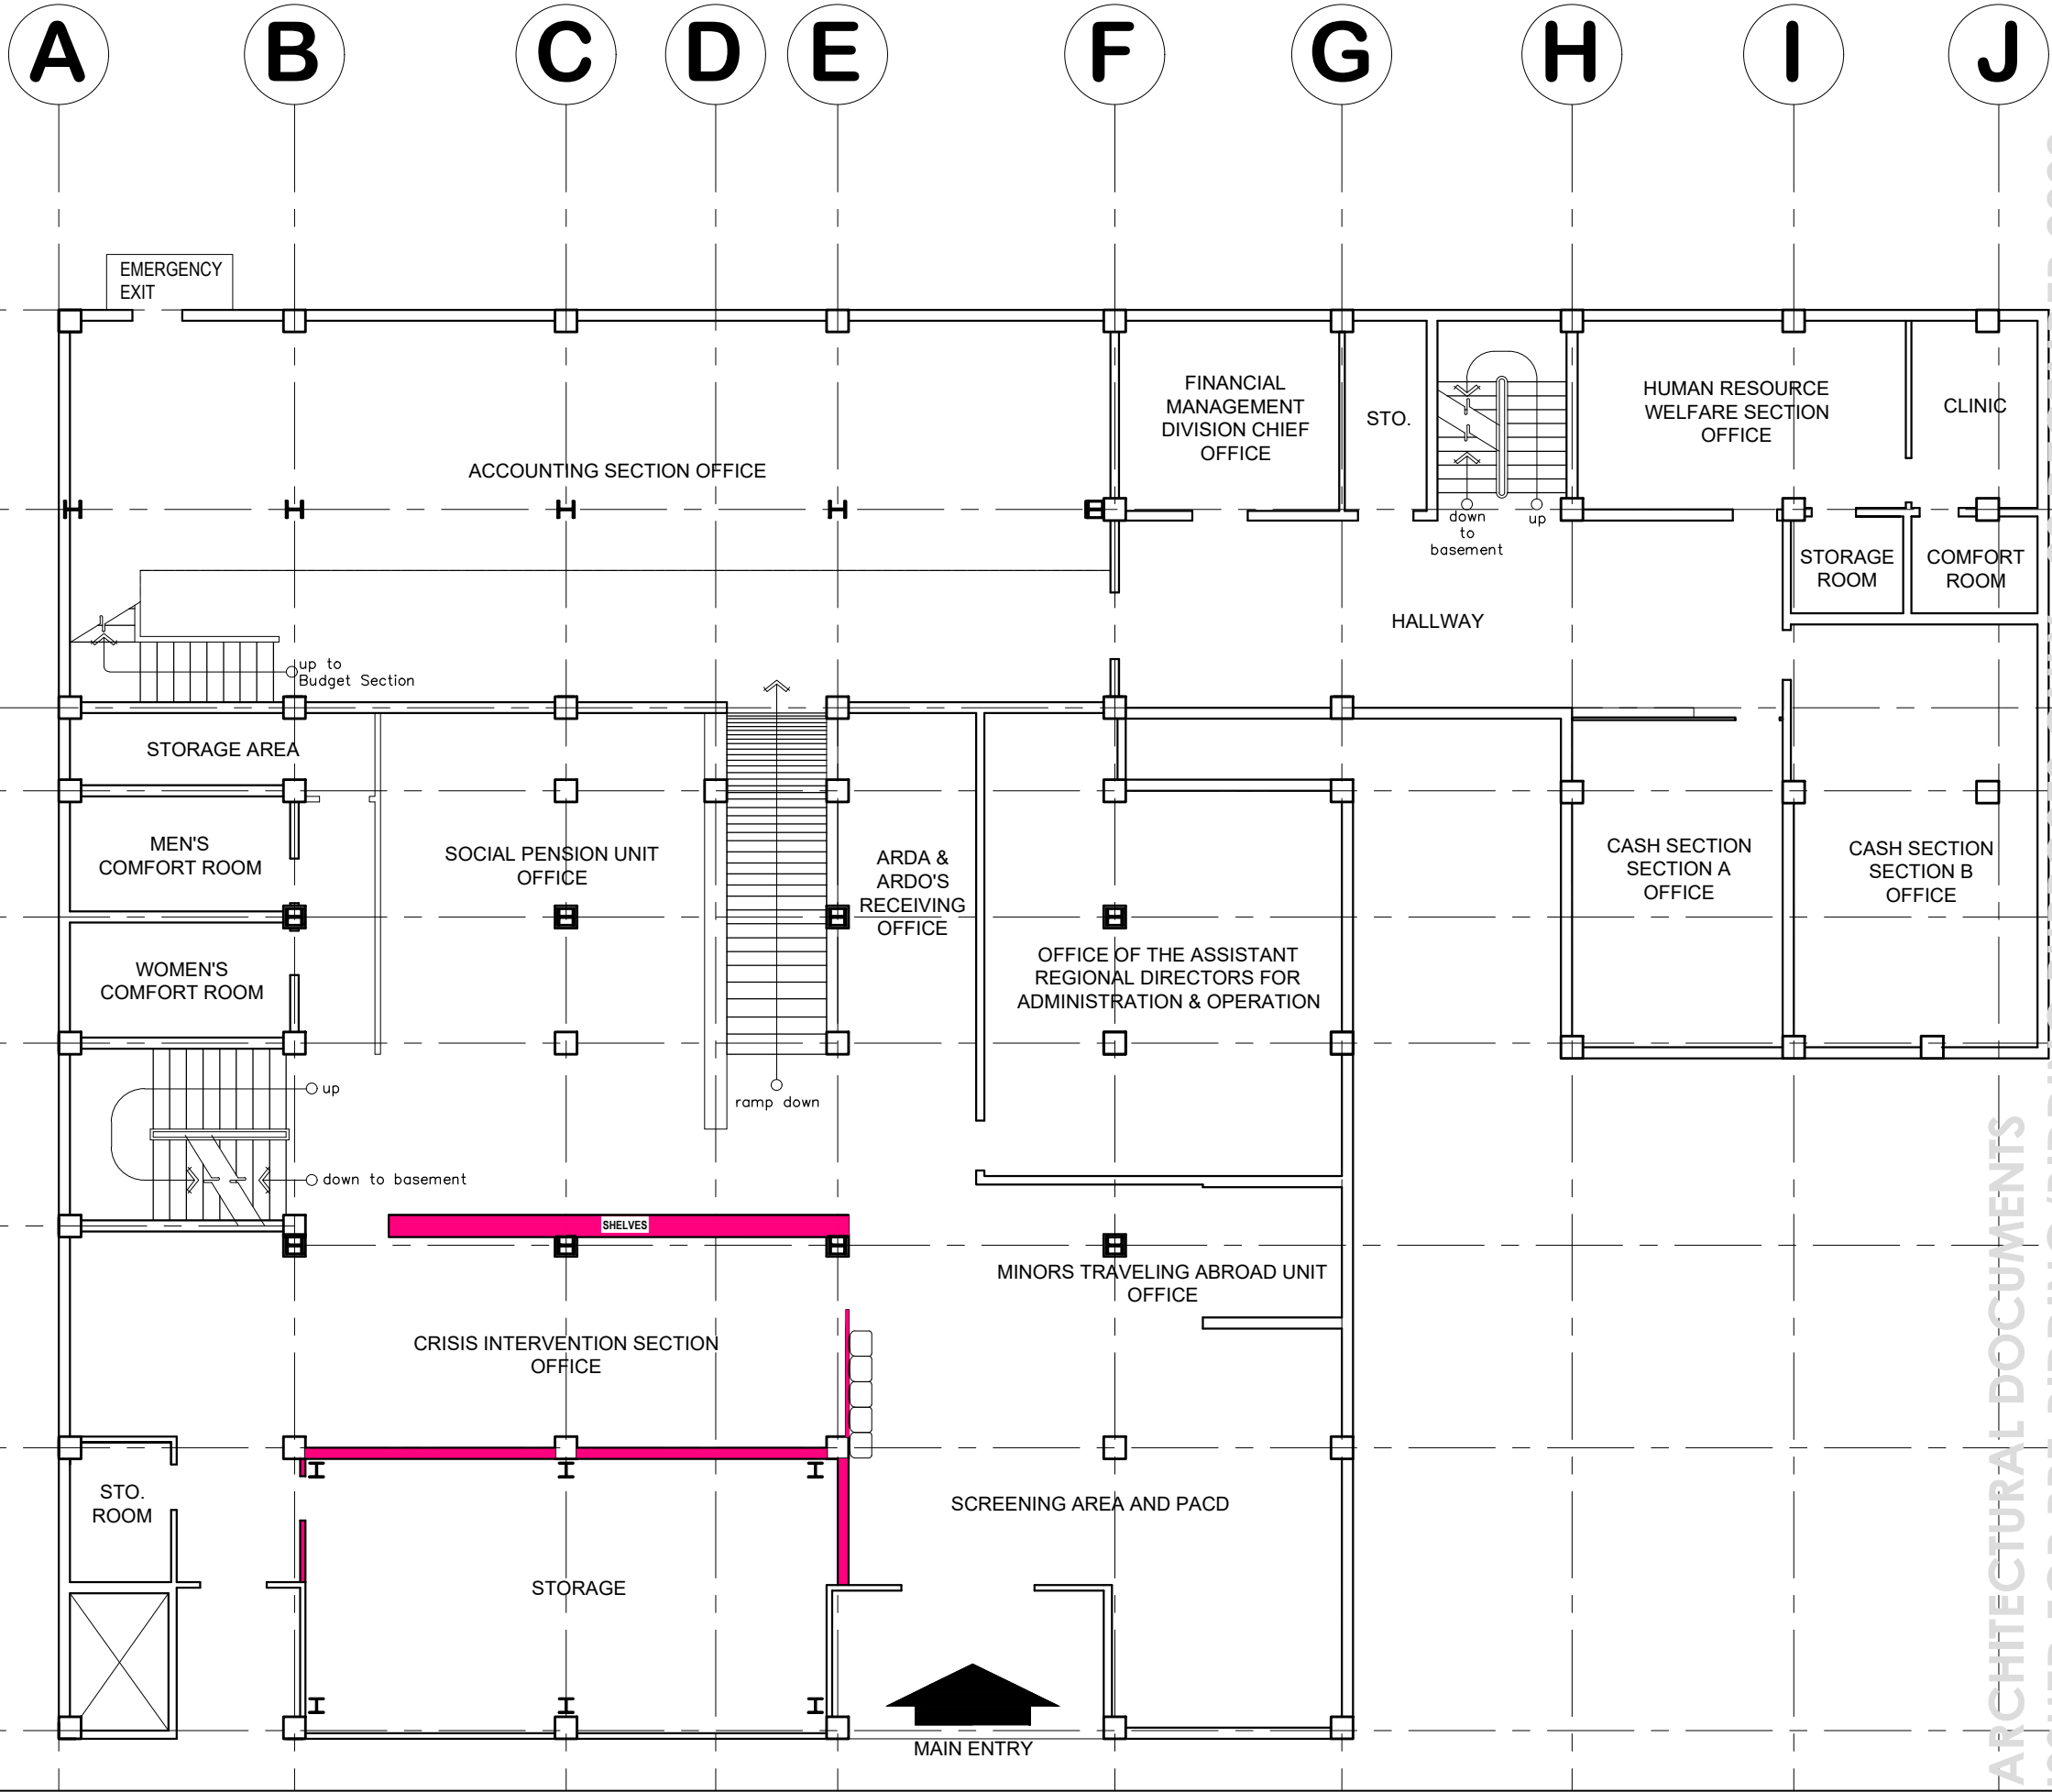 A B C D E F G H I J
EMERGENCY
EXIT
FINANCIAL
MANAGEMENT
DIVISION CHIEF
OFFICE
STO.
HUMAN RESOURCE
WELFARE SECTION
OFFICE
CLINIC
ACCOUNTING SECTION OFFICE
down
to
basement
up
STORAGE
ROOM
COMFORT
ROOM
HALLWAY
up to
Budget Section
STORAGE AREA
MEN'S
COMFORT ROOM
SOCIAL PENSION UNIT
OFFICE
ARDA &
ARDO'S
RECEIVING
OFFICE
CASH SECTION
SECTION A
OFFICE
CASH SECTION
SECTION B
OFFICE
WOMEN'S
COMFORT ROOM
OFFICE OF THE ASSISTANT
REGIONAL DIRECTORS FOR
ADMINISTRATION & OPERATION
up
ramp down
down to basement
SHELVES
MINORS TRAVELING ABROAD UNIT
OFFICE
CRISIS INTERVENTION SECTION
OFFICE
STO.
ROOM
SCREENING AREA AND PACD
STORAGE
MAIN ENTRY
ARCHITECTURAL DOCUMENTS